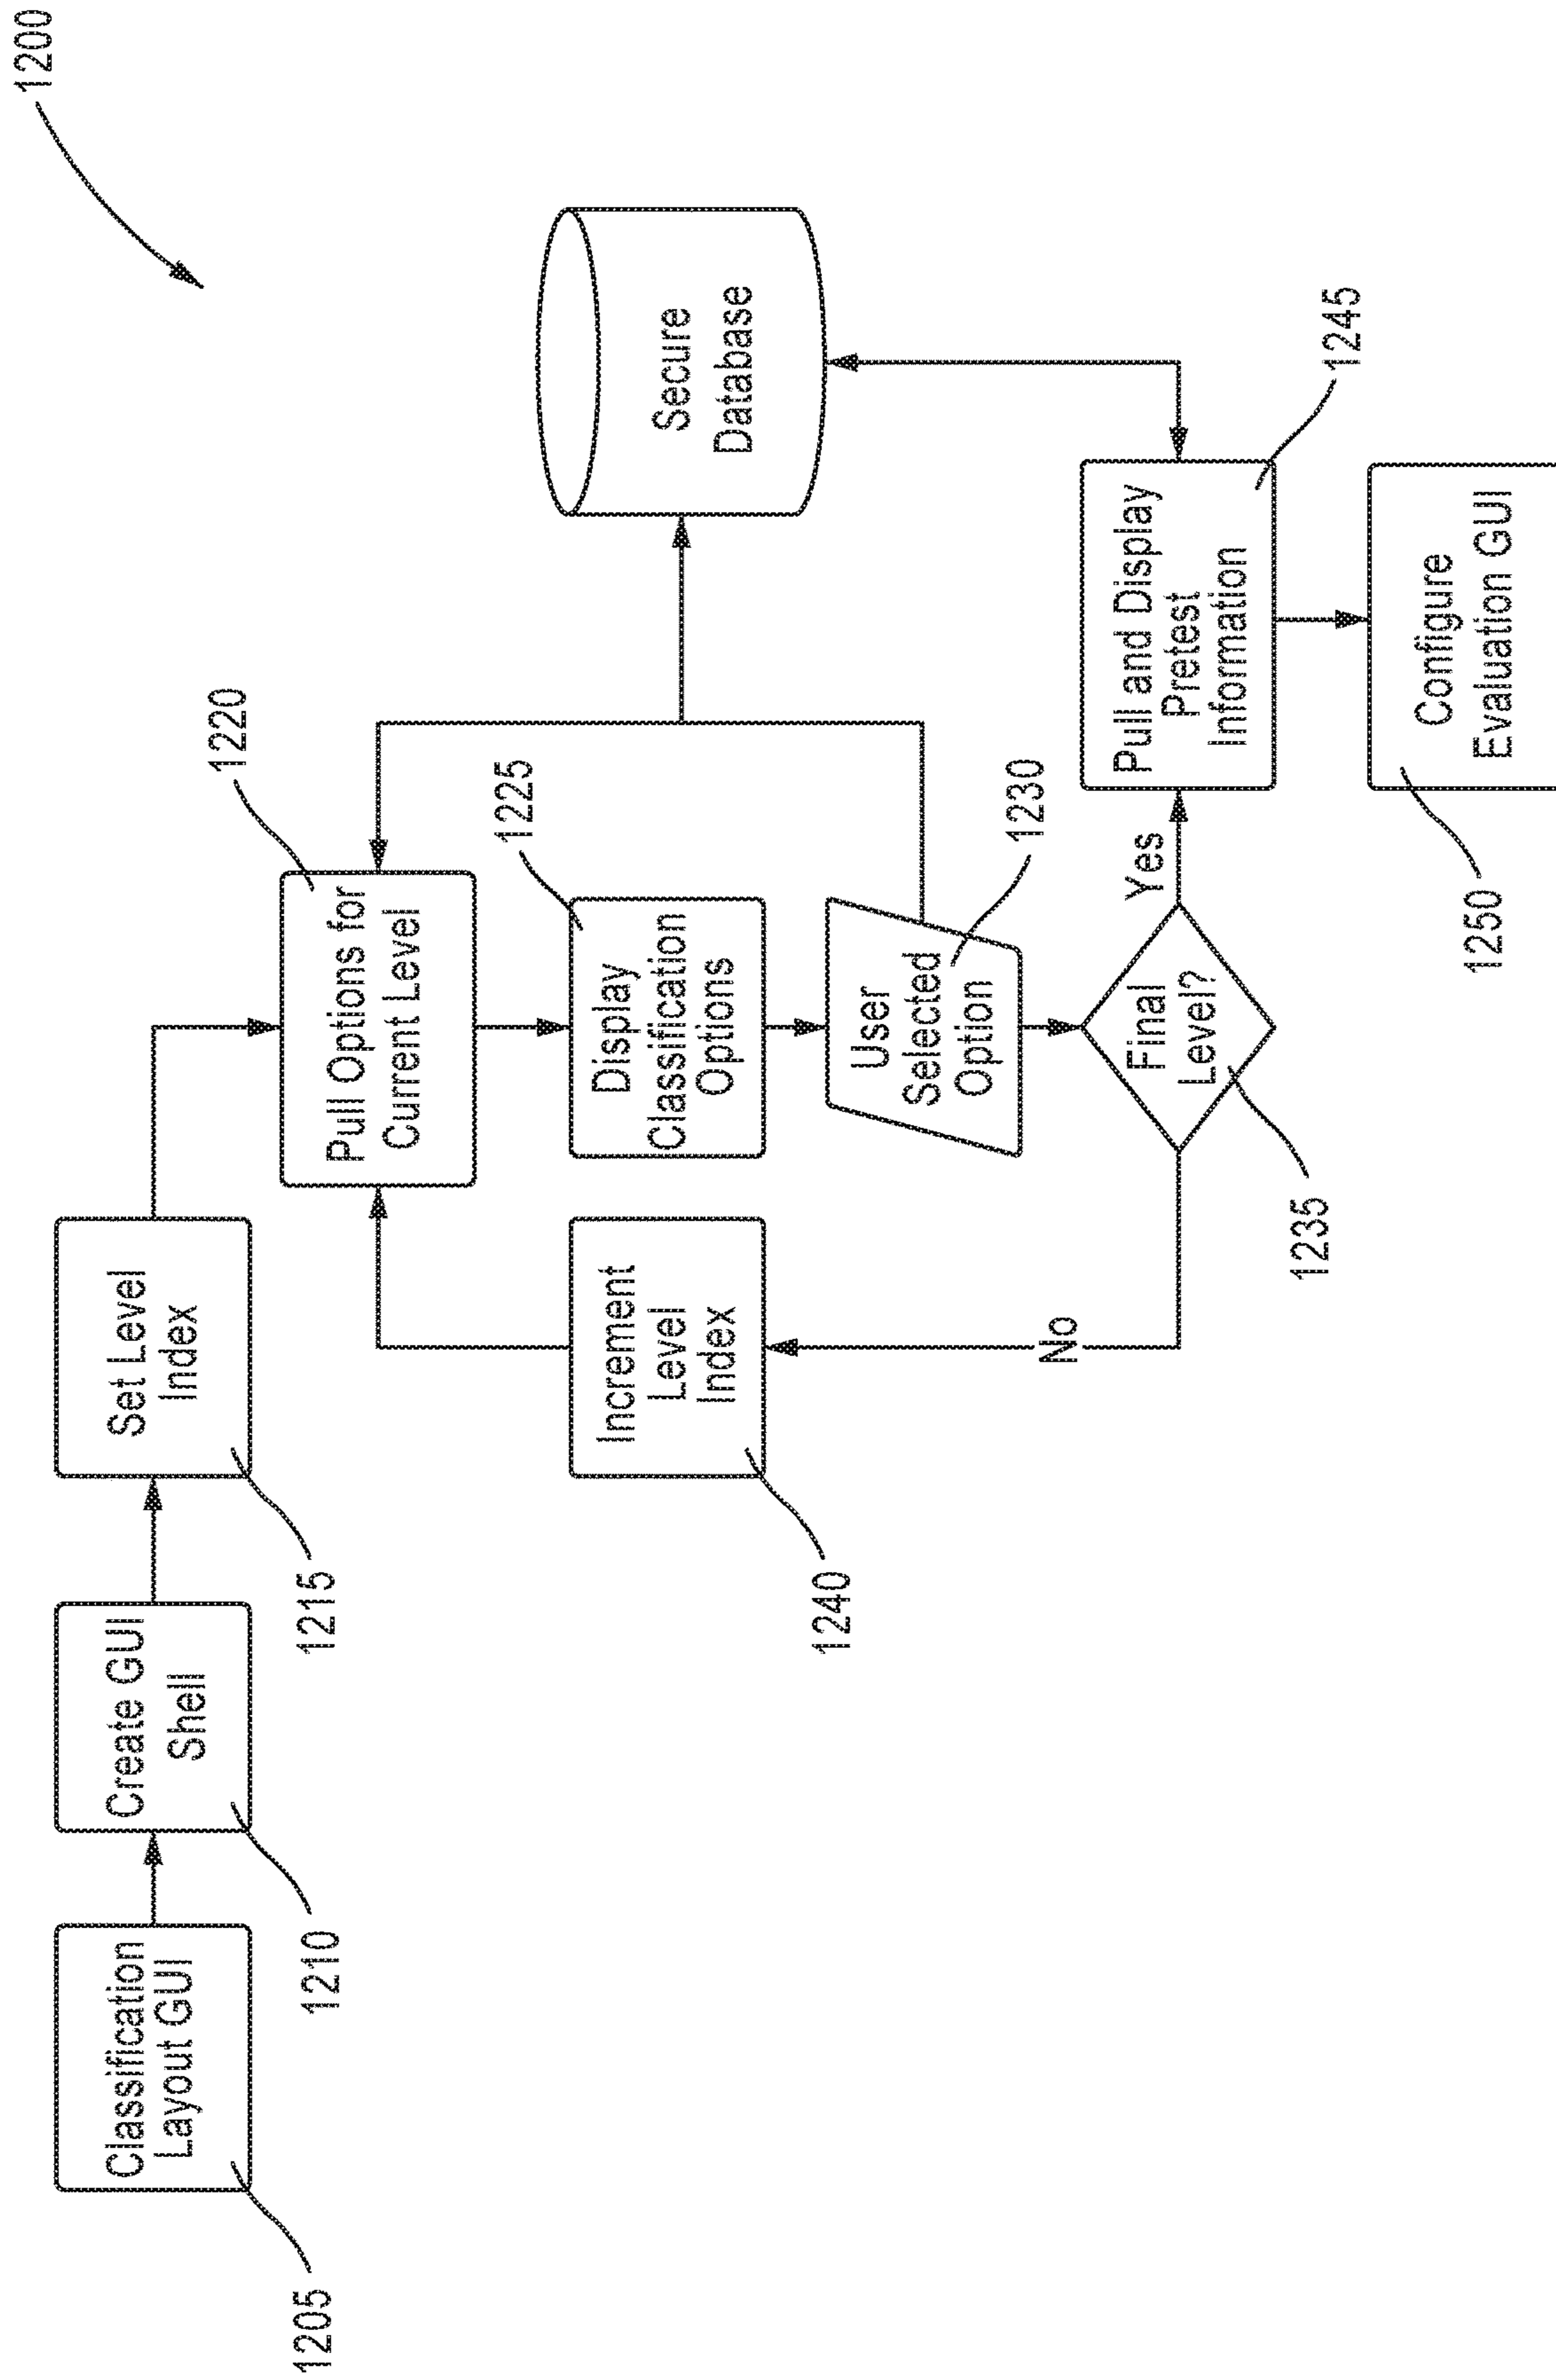 1200
Classification
Layout GUI
1205
Create GUI
Shell
1210
Set Level
Index
1215
Pull Options for
Current Level
1220
Display
Classification
Options
1225
User
Selected
Option
1230
Final
Level?
1235
No
Yes
Increment
Level
Index
1240
Secure
Database
Pull and Display
Pretest
Information
1245
Configure
Evaluation GUI
1250